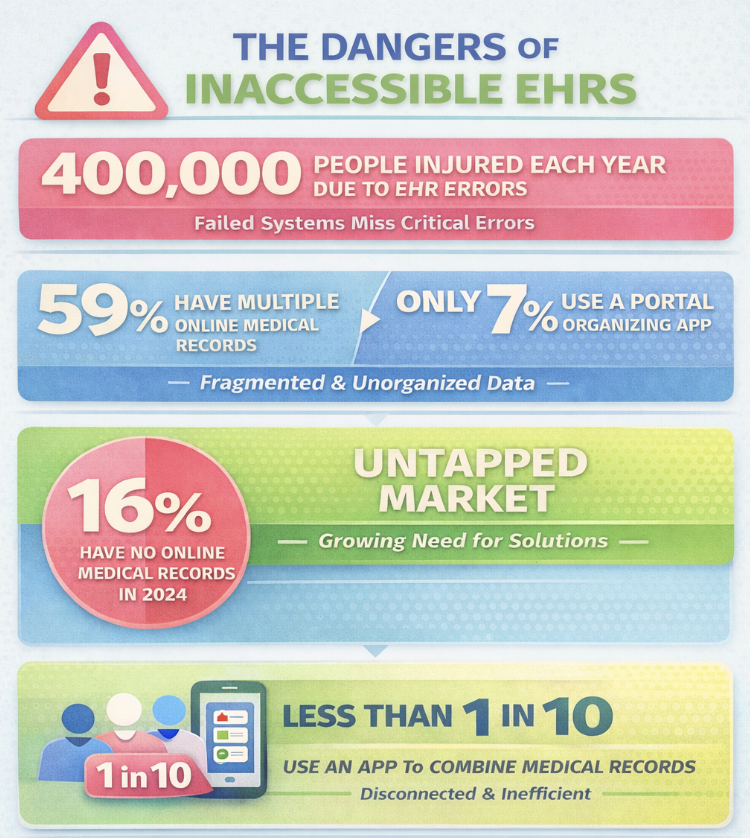 THE DANGERS OF
INACCESSIBLE EHRS
400,000 PEOPLE INJURED EACH YEAR
DUE TO EHR ERRORS
Failed Systems Miss Critical Errors
59% HAVE MULTIPLE
ONLINE MEDICAL
RECORDS
ONLY 7% USE A PORTAL
ORGANIZING APP
Fragmented & Unorganized Data
16%
HAVE NO ONLINE
MEDICAL RECORDS
IN 2024
UNTAPPED
MARKET
Growing Need for Solutions
1 in 10
LESS THAN 1 IN 10
USE AN APP To COMBINE MEDICAL RECORDS
Disconnected & Inefficient